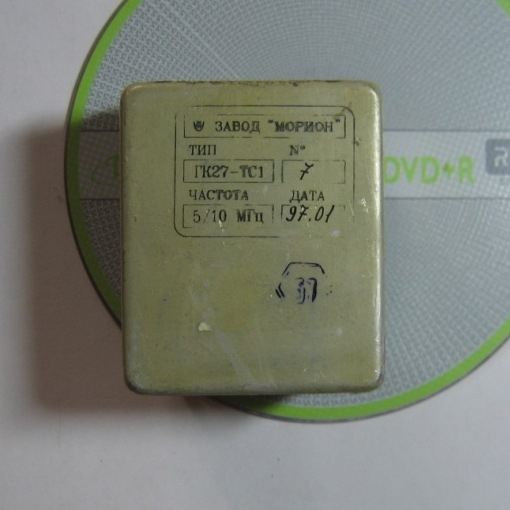 ЗАВОД "МОРИОН"
ТИП №
ГК27-ТС1 7
ЧАСТОТА ДАТА
5/10 МГц 97.01
37
DVD+R